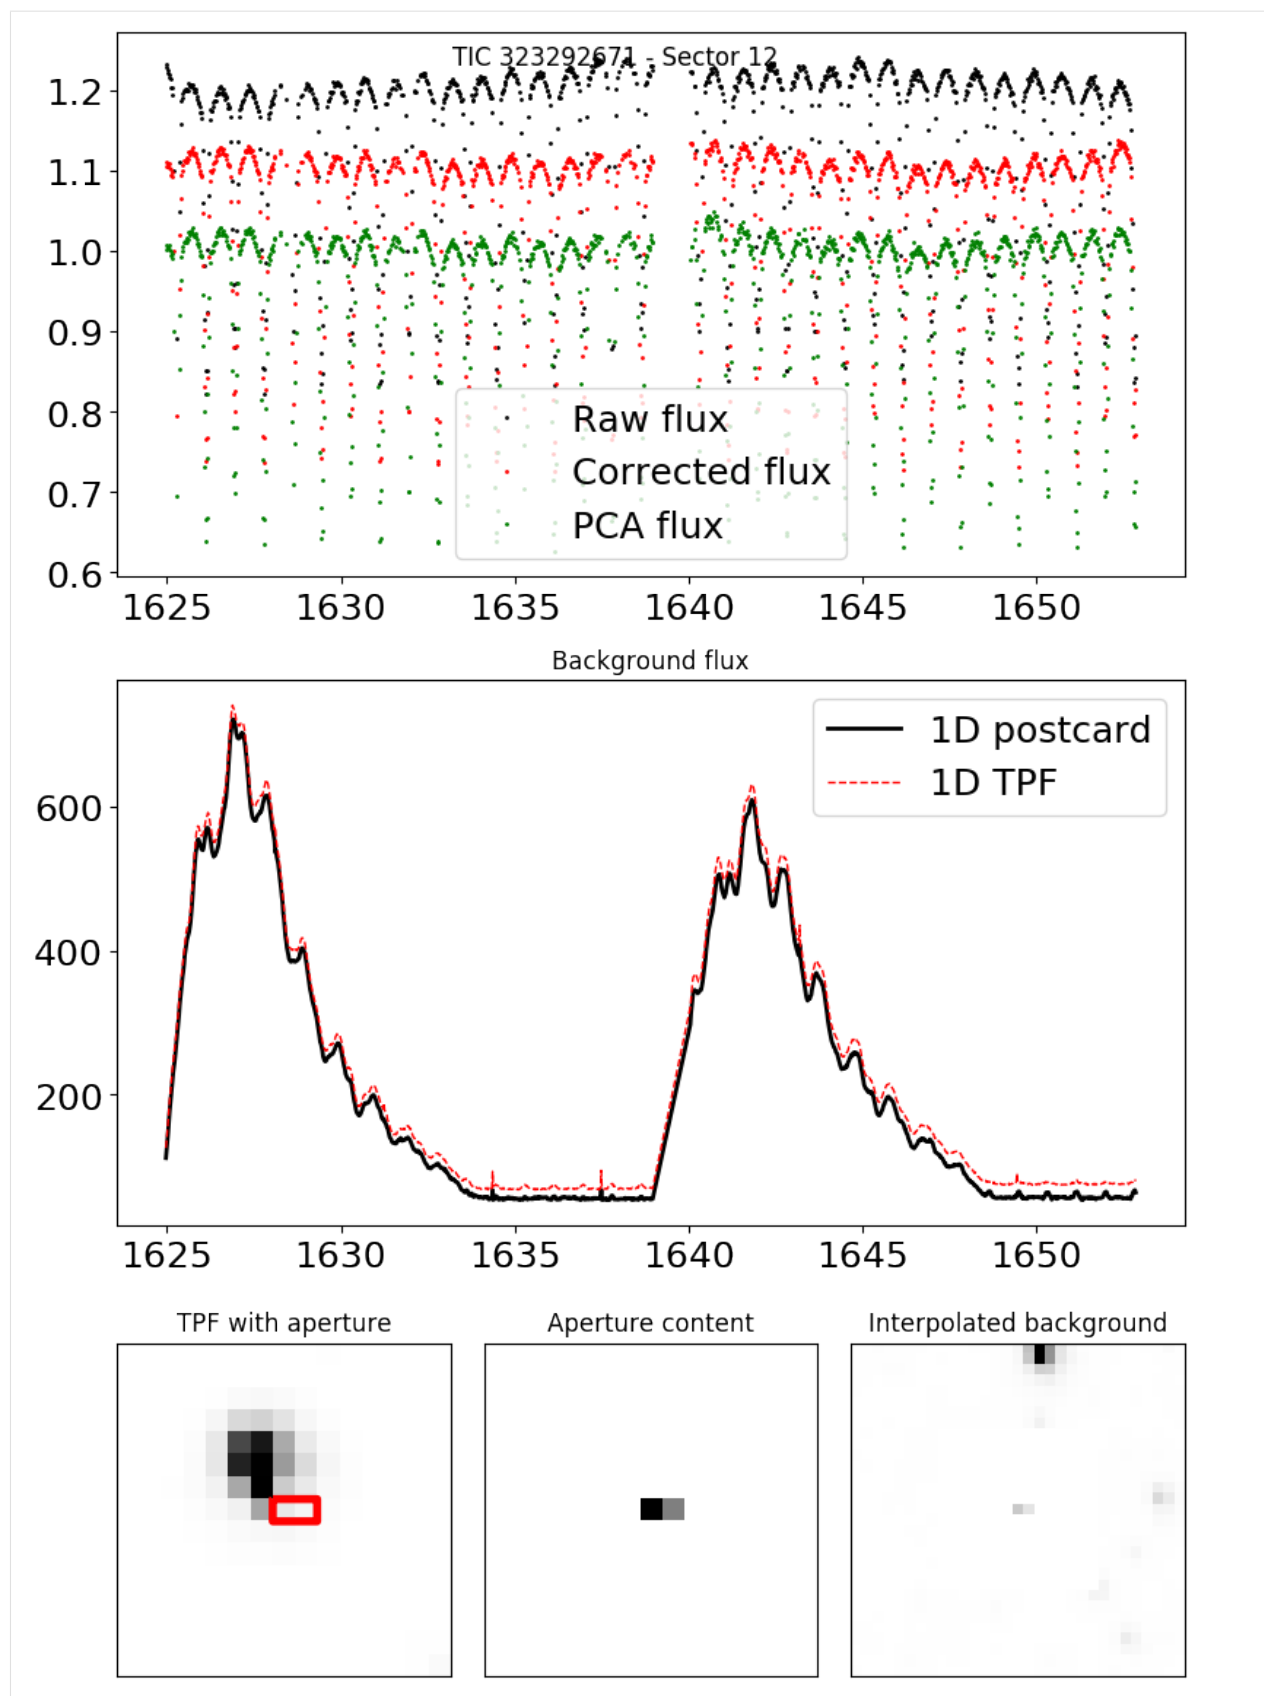 TIC 323292671 - Sector 12
1.2
1.1
1.0
0.9
0.8
0.7
0.6
Raw flux
Corrected flux
PCA flux
1625 1630 1635 1640 1645 1650
Background flux
600
400
200
1D postcard
1D TPF
1625 1630 1635 1640 1645 1650
TPF with aperture
Aperture content
Interpolated background